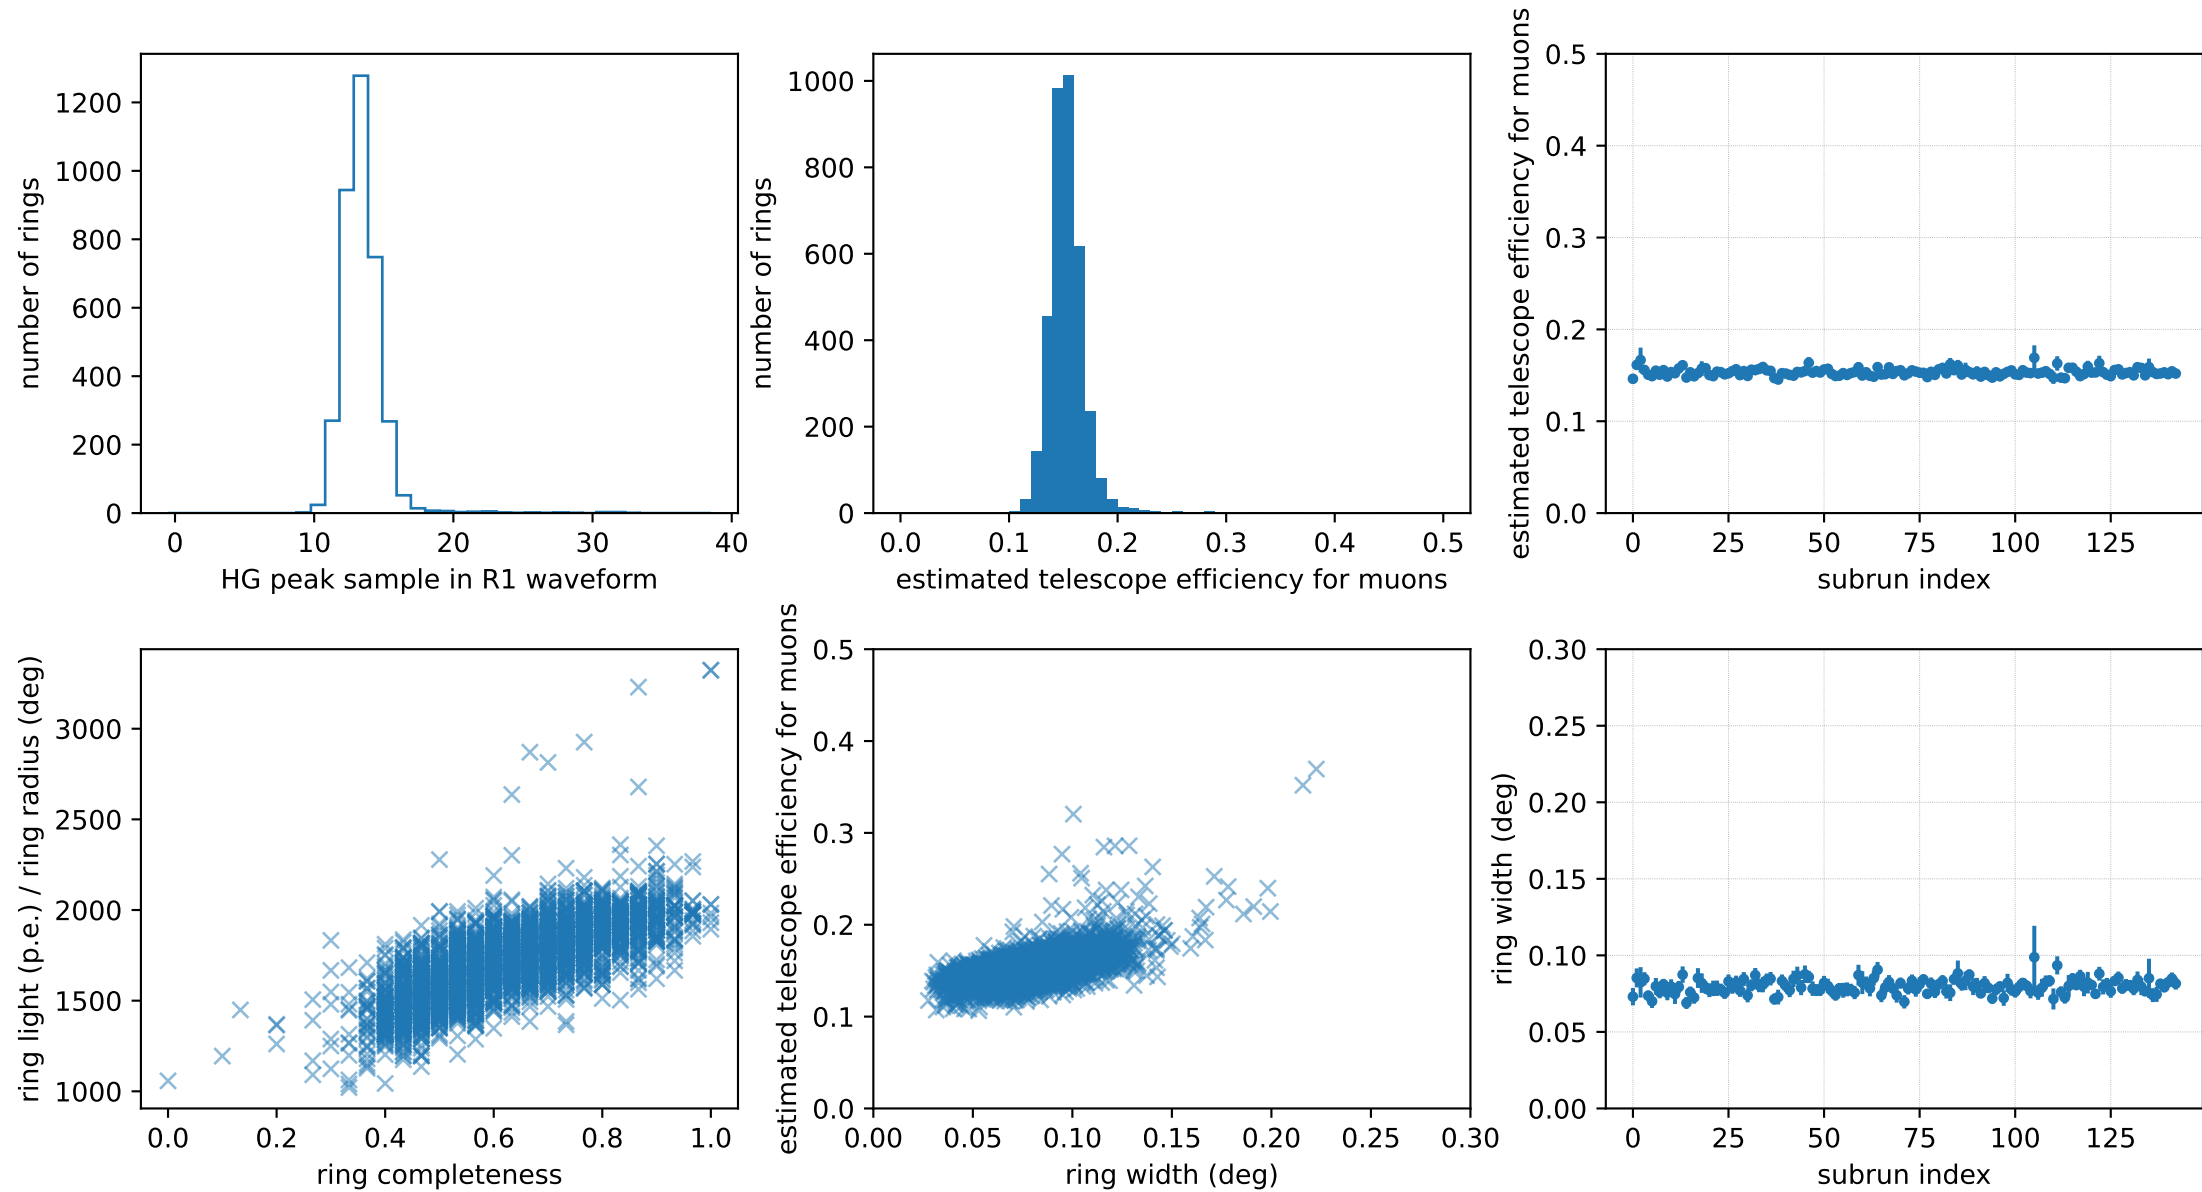 number of rings
0
200
400
600
800
1000
1200
0 10 20 30 40
HG peak sample in R1 waveform
number of rings
0
200
400
600
800
1000
0.0 0.1 0.2 0.3 0.4 0.5
estimated telescope efficiency for muons
estimated telescope efficiency for muons
0.5
0.4
0.3
0.2
0.1
0.0
0 25 50 75 100 125
subrun index
ring light (p.e.) / ring radius (deg)
3000
2500
2000
1500
1000
0.0 0.2 0.4 0.6 0.8 1.0
ring completeness
estimated telescope efficiency for muons
0.5
0.4
0.3
0.2
0.1
0.0
0.00 0.05 0.10 0.15 0.20 0.25 0.30
ring width (deg)
ring width (deg)
0.30
0.25
0.20
0.15
0.10
0.05
0.00
0 25 50 75 100 125
subrun index